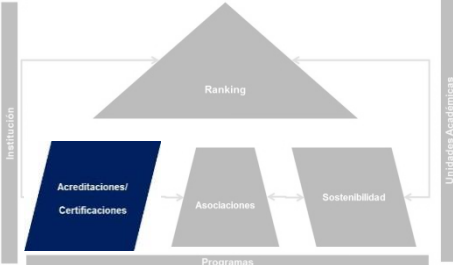 Ranking
Institución
Unidades Académicas
Acreditaciones/
Certificaciones
Asociaciones
Sostenibilidad
Programas